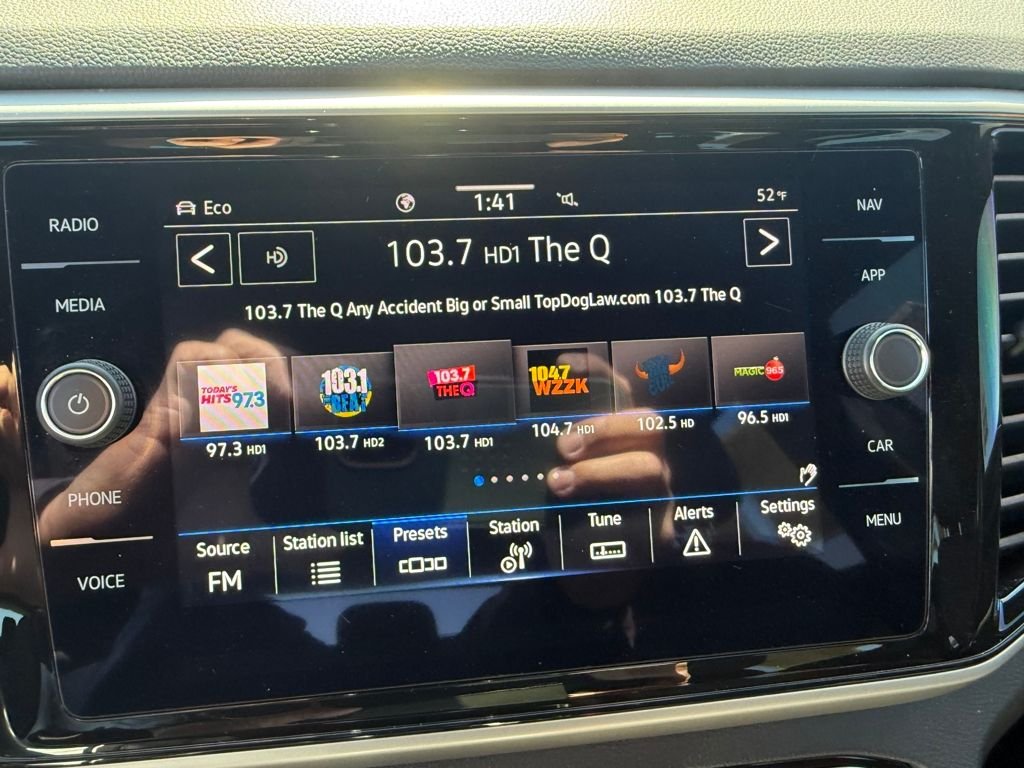 RADIO
MEDIA
PHONE
VOICE
Eco
1:41
52°F
NAV
APP
CAR
MENU
HD
103.7 HD1 The Q
103.7 The Q Any Accident Big or Small TopDogLaw.com 103.7 The Q
TODAY'S
HITS 97.3
103.1
THE BEAT
103.7
THE Q
104.7
WZZK
MAGIC 96.5
97.3 HD1
103.7 HD2
103.7 HD1
104.7 HD1
102.5 HD
96.5 HD1
Source
FM
Station list
Presets
Station
Tune
Alerts
Settings